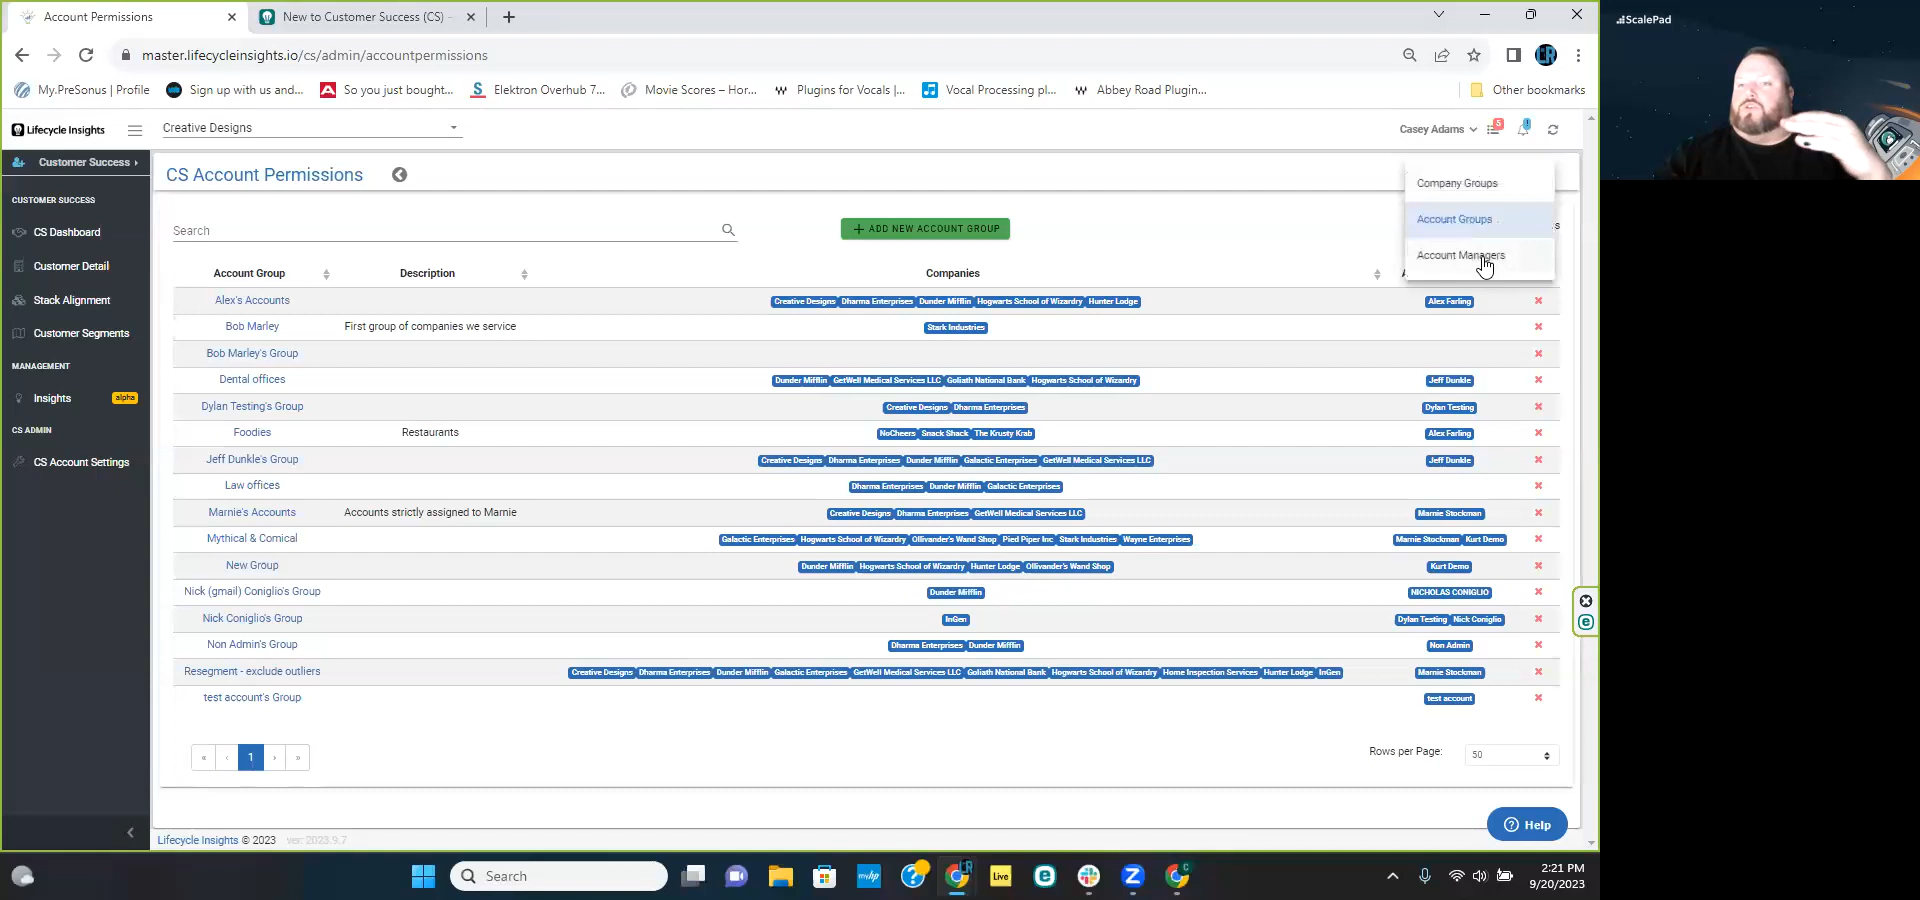 Account Permissions
New to Customer Success (CS) -
ScalePad
master.lifecycleinsights.io/cs/admin/accountpermissions
My.PreSonus | Profile
Sign up with us and...
So you just bought...
Elektron Overhub 7...
Movie Scores – Hor...
Plugins for Vocals |...
Vocal Processing pl...
Abbey Road Plugin...
Other bookmarks
Lifecycle Insights
Creative Designs
Casey Adams
5
Customer Success
CS Account Permissions
Company Groups
Account Groups
Account Managers
CUSTOMER SUCCESS
CS Dashboard
Customer Detail
Stack Alignment
Customer Segments
MANAGEMENT
Insights alpha
CS ADMIN
CS Account Settings
Search
+ ADD NEW ACCOUNT GROUP
Account Group Description Companies
Alex's Accounts Creative Designs Dharma Enterprises Dunder Mifflin Hogwarts School of Wizardry Hunter Lodge Alex Farling
Bob Marley First group of companies we service Stark Industries
Bob Marley's Group
Dental offices Dunder Mifflin GetWell Medical Services LLC Goliath National Bank Hogwarts School of Wizardry Jeff Dunkle
Dylan Testing's Group Creative Designs Dharma Enterprises Dylan Testing
Foodies Restaurants NoCheers Snack Shack The Krusty Krab Alex Farling
Jeff Dunkle's Group Creative Designs Dharma Enterprises Dunder Mifflin Galactic Enterprises GetWell Medical Services LLC Jeff Dunkle
Law offices Dharma Enterprises Dunder Mifflin Galactic Enterprises
Marnie's Accounts Accounts strictly assigned to Marnie Creative Designs Dharma Enterprises GetWell Medical Services LLC Marnie Stockman
Mythical & Comical Galactic Enterprises Hogwarts School of Wizardry Ollivander's Wand Shop Pied Piper Inc Stark Industries Wayne Enterprises Marnie Stockman Kurt Demo
New Group Dunder Mifflin Hogwarts School of Wizardry Hunter Lodge Ollivander's Wand Shop Kurt Demo
Nick (gmail) Coniglio's Group Dunder Mifflin NICHOLAS CONIGLIO
Nick Coniglio's Group InGen Dylan Testing Nick Coniglio
Non Admin's Group Dharma Enterprises Dunder Mifflin Non Admin
Resegment - exclude outliers Creative Designs Dharma Enterprises Dunder Mifflin Galactic Enterprises GetWell Medical Services LLC Goliath National Bank Hogwarts School of Wizardry Home Inspection Services Hunter Lodge InGen Marnie Stockman
test account's Group test account
« ‹ 1 › »
Rows per Page: 50
Help
Lifecycle Insights © 2023 ver: 2023.9.7
Search
myhp
Live
2:21 PM
9/20/2023